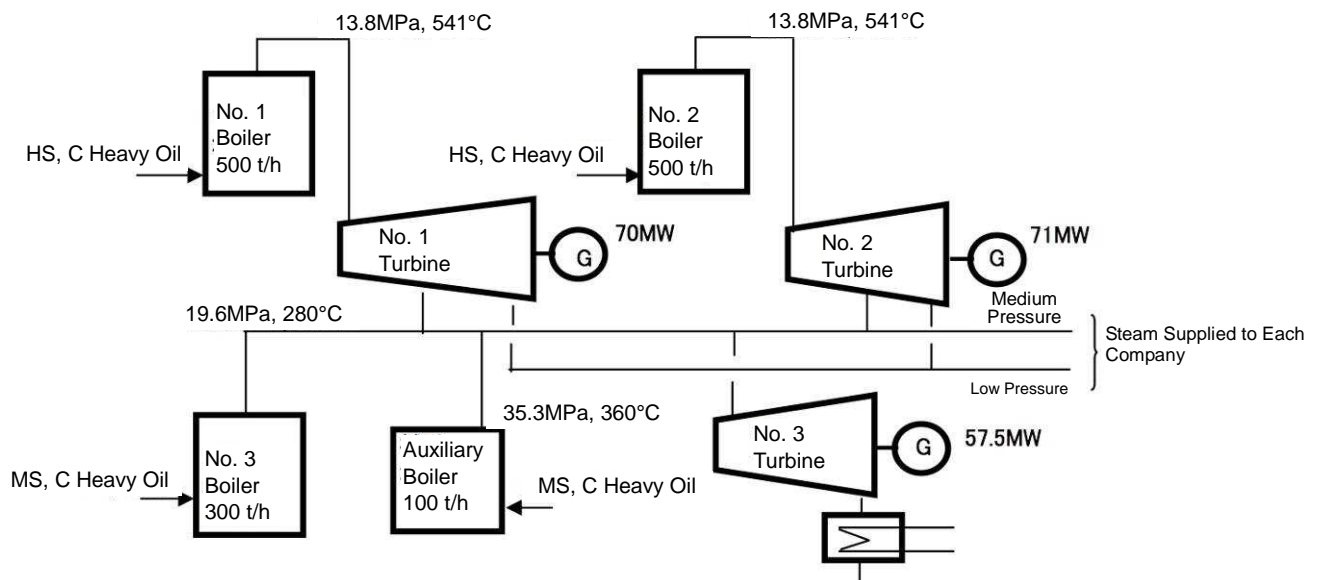 13.8MPa, 541°C
13.8MPa, 541°C
No. 1
Boiler
500 t/h
HS, C Heavy Oil
No. 2
Boiler
500 t/h
HS, C Heavy Oil
No. 1
Turbine
G
70MW
No. 2
Turbine
G
71MW
19.6MPa, 280°C
Medium
Pressure
Steam Supplied to Each
Company
Low Pressure
35.3MPa, 360°C
No. 3
Boiler
300 t/h
MS, C Heavy Oil
Auxiliary
Boiler
100 t/h
MS, C Heavy Oil
No. 3
Turbine
G
57.5MW